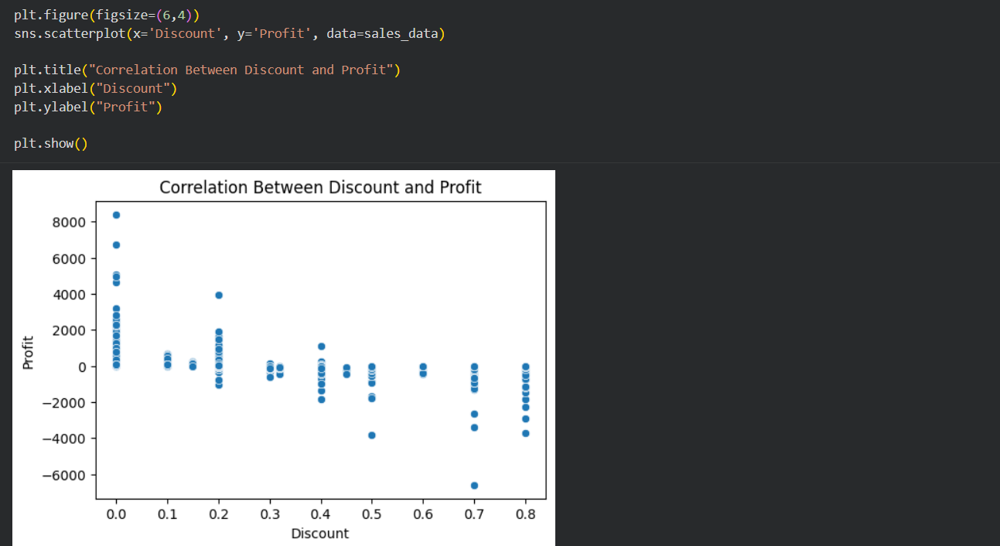 plt.figure(figsize=(6,4))
sns.scatterplot(x='Discount', y='Profit', data=sales_data)
plt.title("Correlation Between Discount and Profit")
plt.xlabel("Discount")
plt.ylabel("Profit")
plt.show()
Correlation Between Discount and Profit
8000
6000
4000
2000
0
−2000
−4000
−6000
Profit
0.0 0.1 0.2 0.3 0.4 0.5 0.6 0.7 0.8
Discount